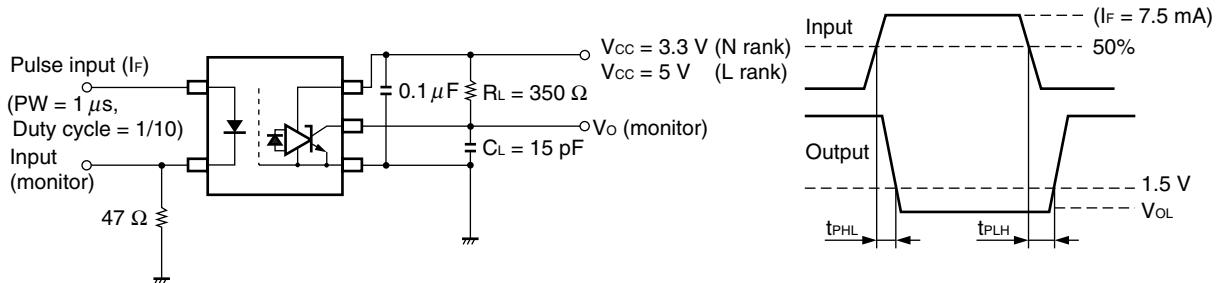 Pulse input (IF)
(PW = 1 μs,
Duty cycle = 1/10)
Input
(monitor)
47 Ω
0.1 μF
RL = 350 Ω
CL = 15 pF
VCC = 3.3 V (N rank)
VCC = 5 V (L rank)
VO (monitor)
Input
(IF = 7.5 mA)
50%
Output
1.5 V
VOL
tPHL
tPLH